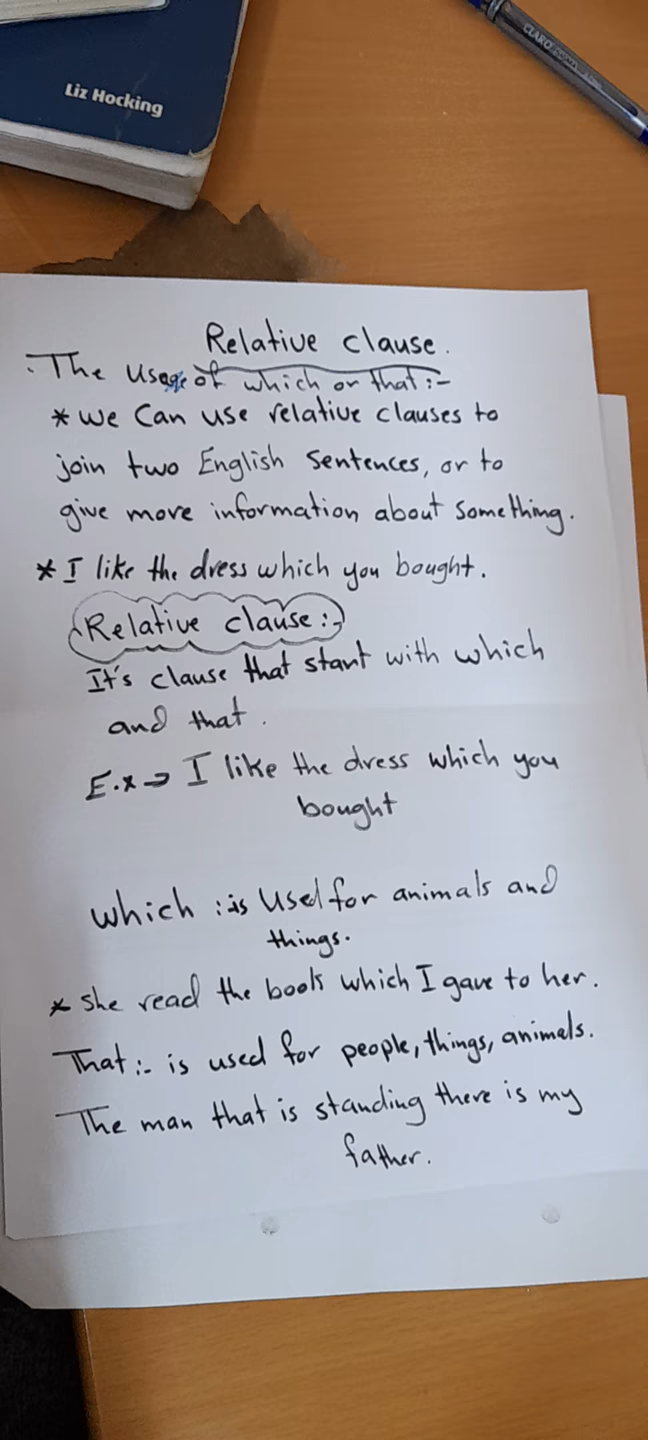 Liz Hocking
CLARO
Relative clause.
. The usage of which or that :-
* we Can use relative clauses to
join two English Sentences, or to
give more information about something.
* I like the dress which you bought.
Relative clause :-
It's clause that start with which
and that .
E.x → I like the dress which you
bought
which : is Used for animals and
things.
* She read the book which I gave to her.
That :- is used for people, things, animals.
The man that is standing there is my
father.